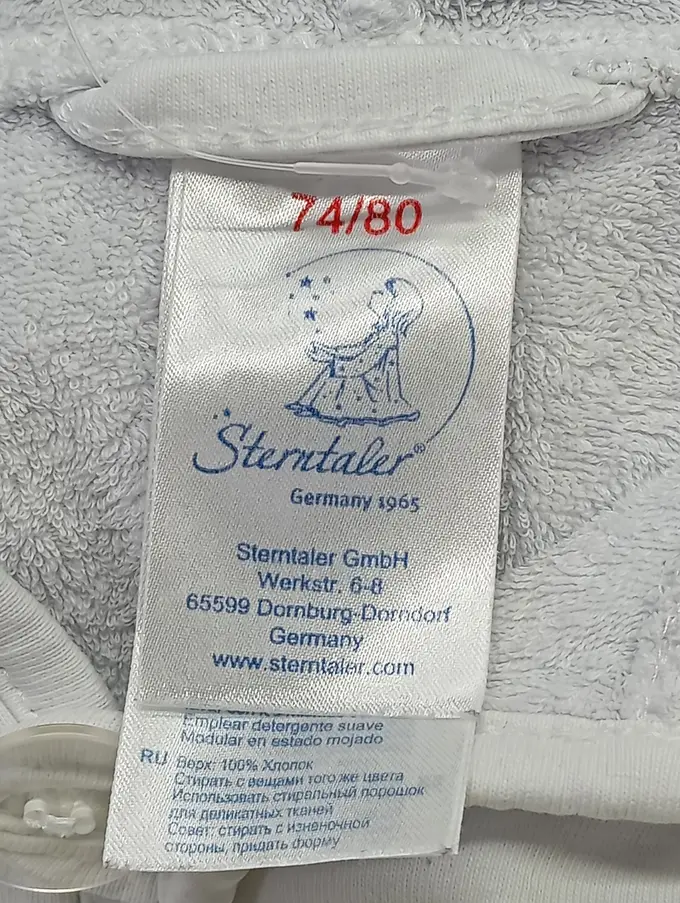 74/80
Sterntaler®
Germany 1965
Sterntaler GmbH
Werkstr. 6-8
65599 Dornburg-Dorndorf
Germany
www.sterntaler.com
Emplear detergente suave
Modular en estado mojado
RU Верх: 100% Хлопок
Стирать с вещами того же цвета
Использовать стиральный порошок
для деликатных тканей
Совет: стирать с изнаночной
стороны, придать форму